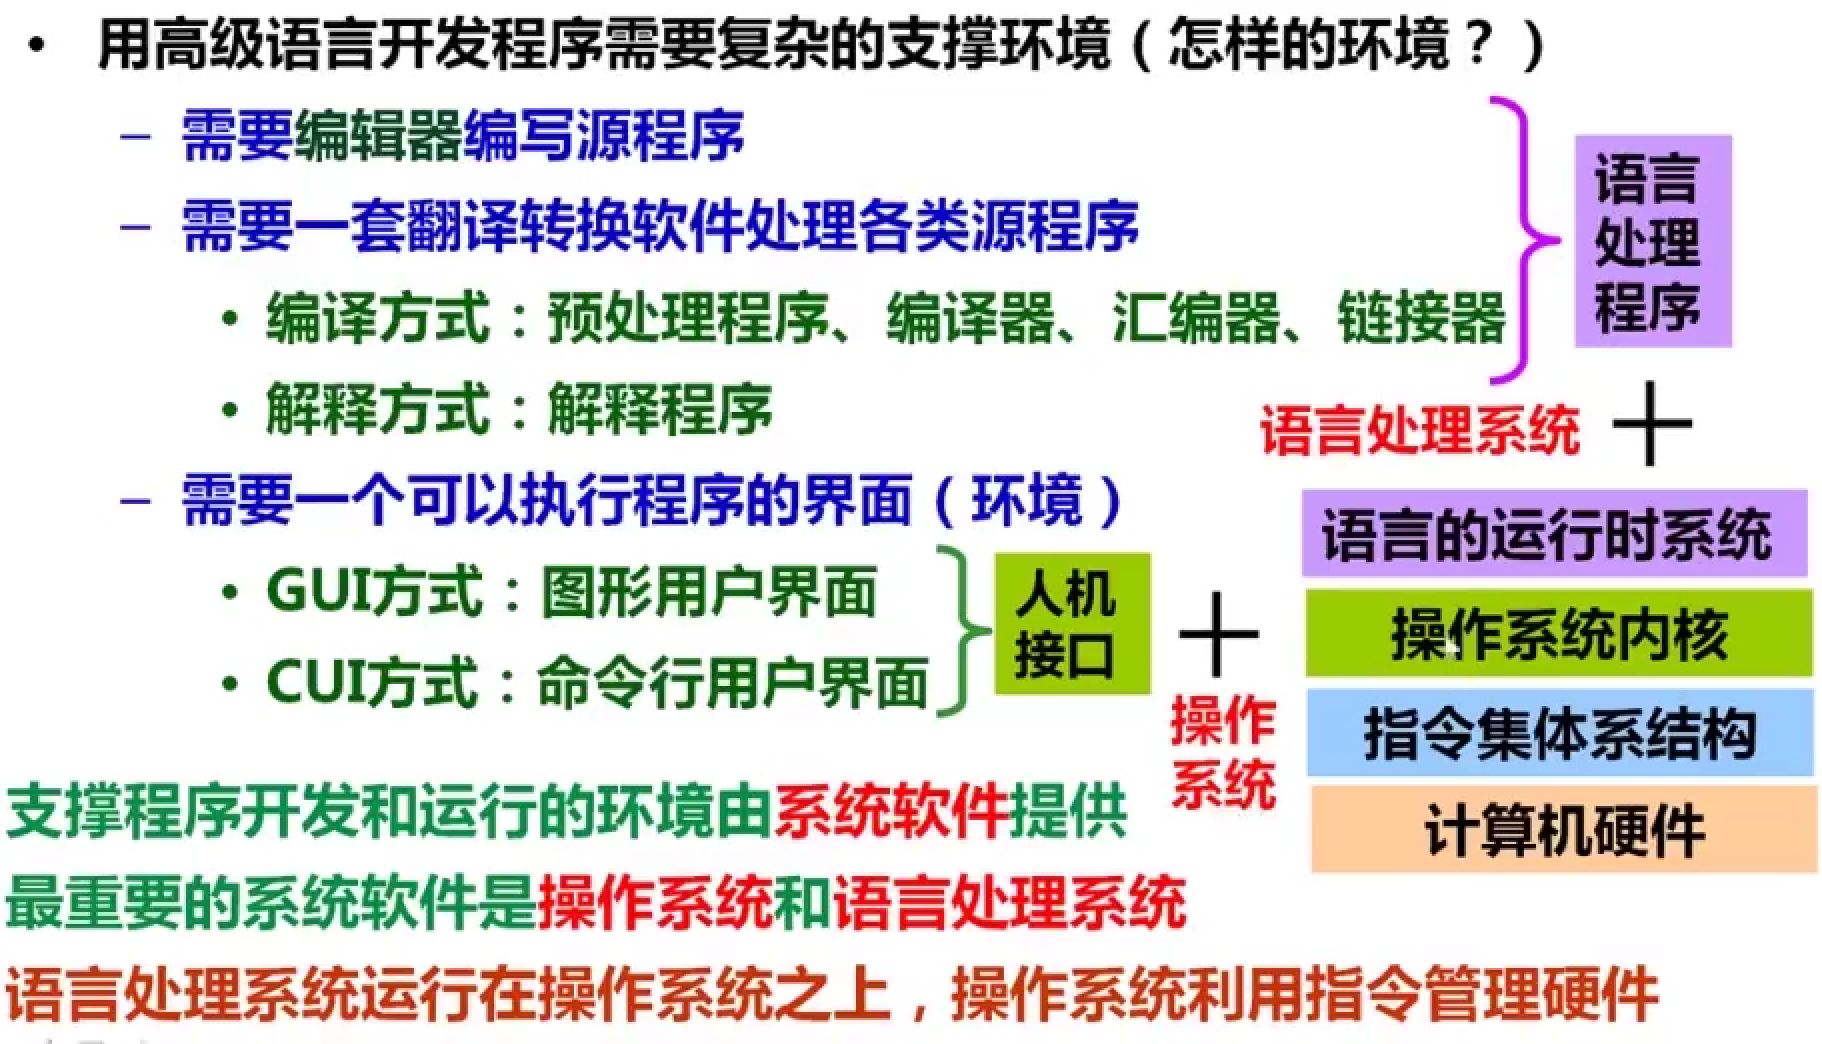 • 用高级语言开发程序需要复杂的支撑环境（怎样的环境？）
– 需要编辑器编写源程序
– 需要一套翻译转换软件处理各类源程序
• 编译方式：预处理程序、编译器、汇编器、链接器
• 解释方式：解释程序
语言
处理
程序
语言处理系统 +
– 需要一个可以执行程序的界面（环境）
• GUI方式：图形用户界面
• CUI方式：命令行用户界面
人机
接口
+
操作
系统
语言的运行时系统
操作系统内核
指令集体系结构
计算机硬件
支撑程序开发和运行的环境由系统软件提供
最重要的系统软件是操作系统和语言处理系统
语言处理系统运行在操作系统之上，操作系统利用指令管理硬件